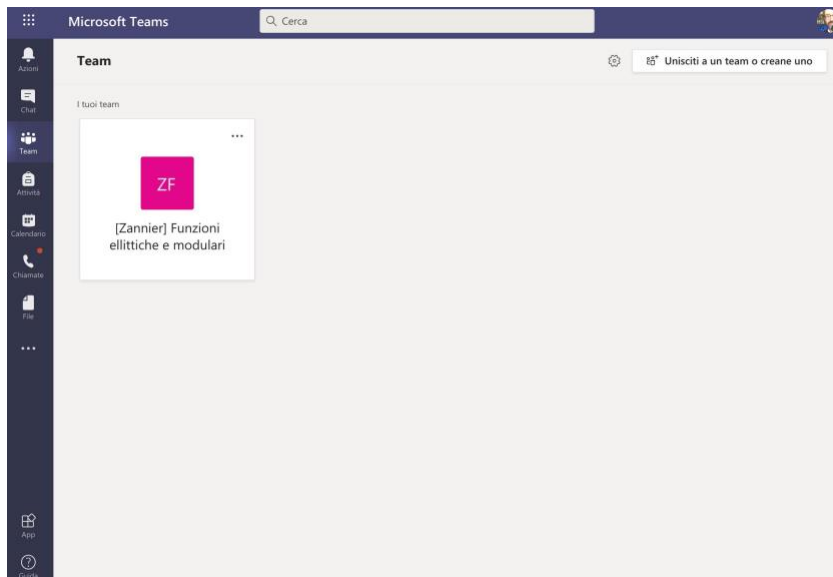 Microsoft Teams
Cerca
Azioni
Chat
Team
Attività
Calendario
Chiamate
File
App
Guida
Team
Unisciti a un team o creane uno
I tuoi team
ZF
[Zannier] Funzioni
ellittiche e modulari